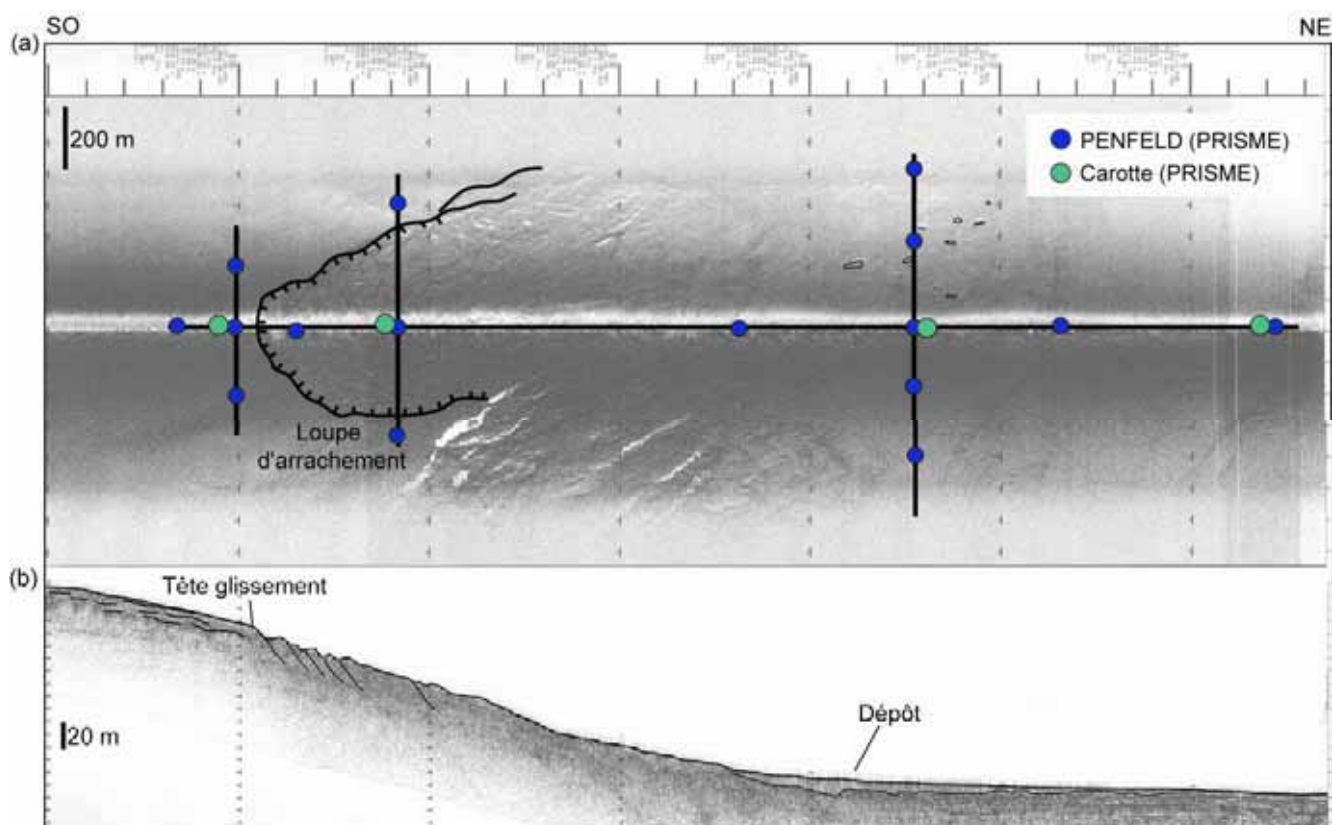 SO
NE
(a)
200 m
PENFELD (PRISME)
Carotte (PRISME)
Loupe
d'arrachement
(b)
Tête glissement
Dépôt
20 m